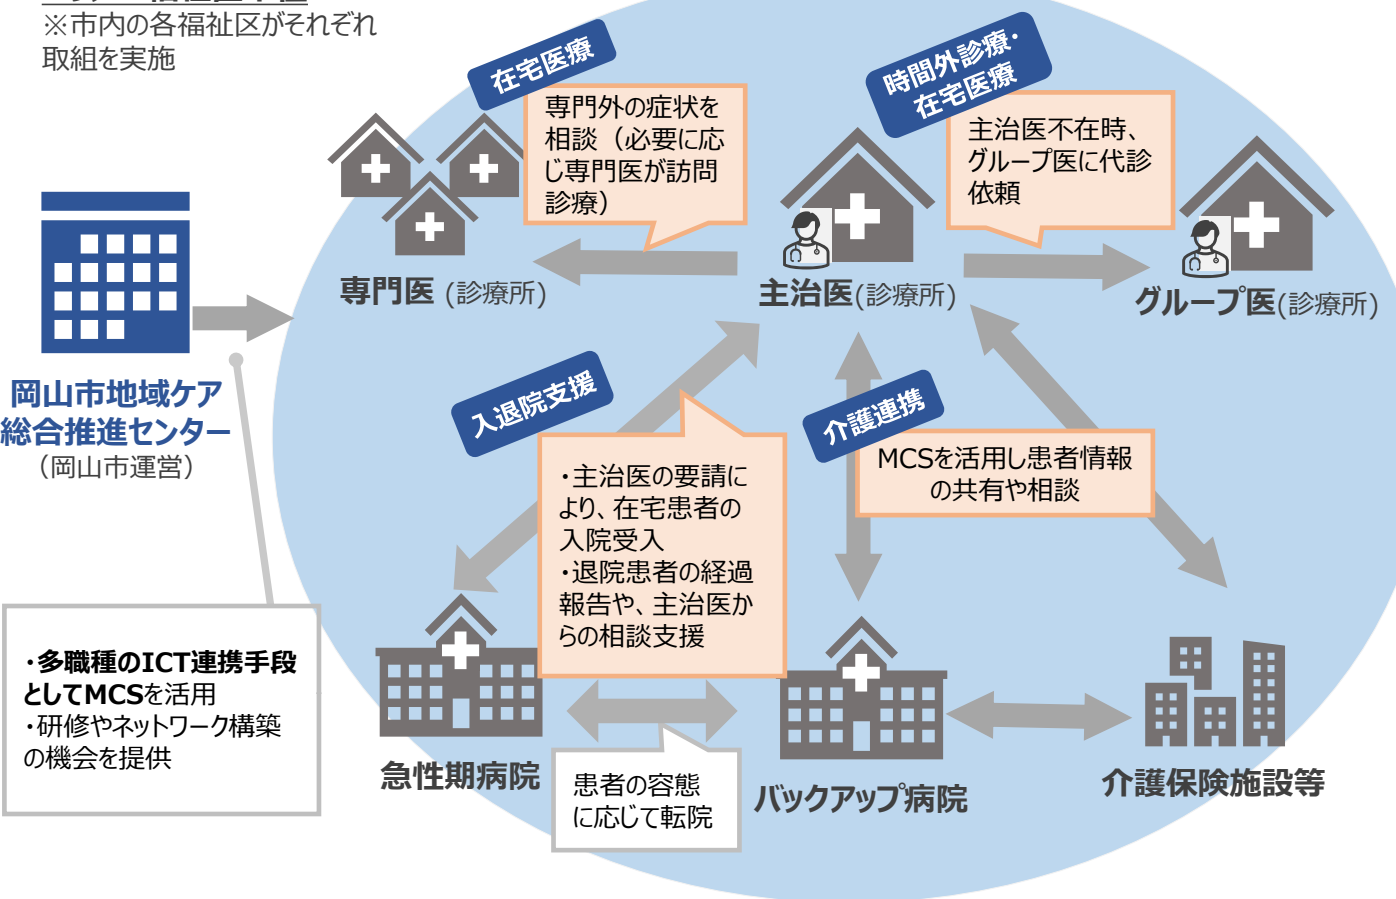 ※市内の各福祉区がそれぞれ
取組を実施
在宅医療
専門外の症状を
相談（必要に応
じ専門医が訪問
診療）
時間外診療・
在宅医療
主治医不在時、
グループ医に代診
依頼
専門医 (診療所)
主治医(診療所)
グループ医(診療所)
岡山市地域ケア
総合推進センター
（岡山市運営）
入退院支援
・主治医の要請に
より、在宅患者の
入院受入
・退院患者の経過
報告や、主治医か
らの相談支援
介護連携
MCSを活用し患者情報
の共有や相談
・多職種のICT連携手段
としてMCSを活用
・研修やネットワーク構築
の機会を提供
急性期病院
患者の容態
に応じて転院
バックアップ病院
介護保険施設等